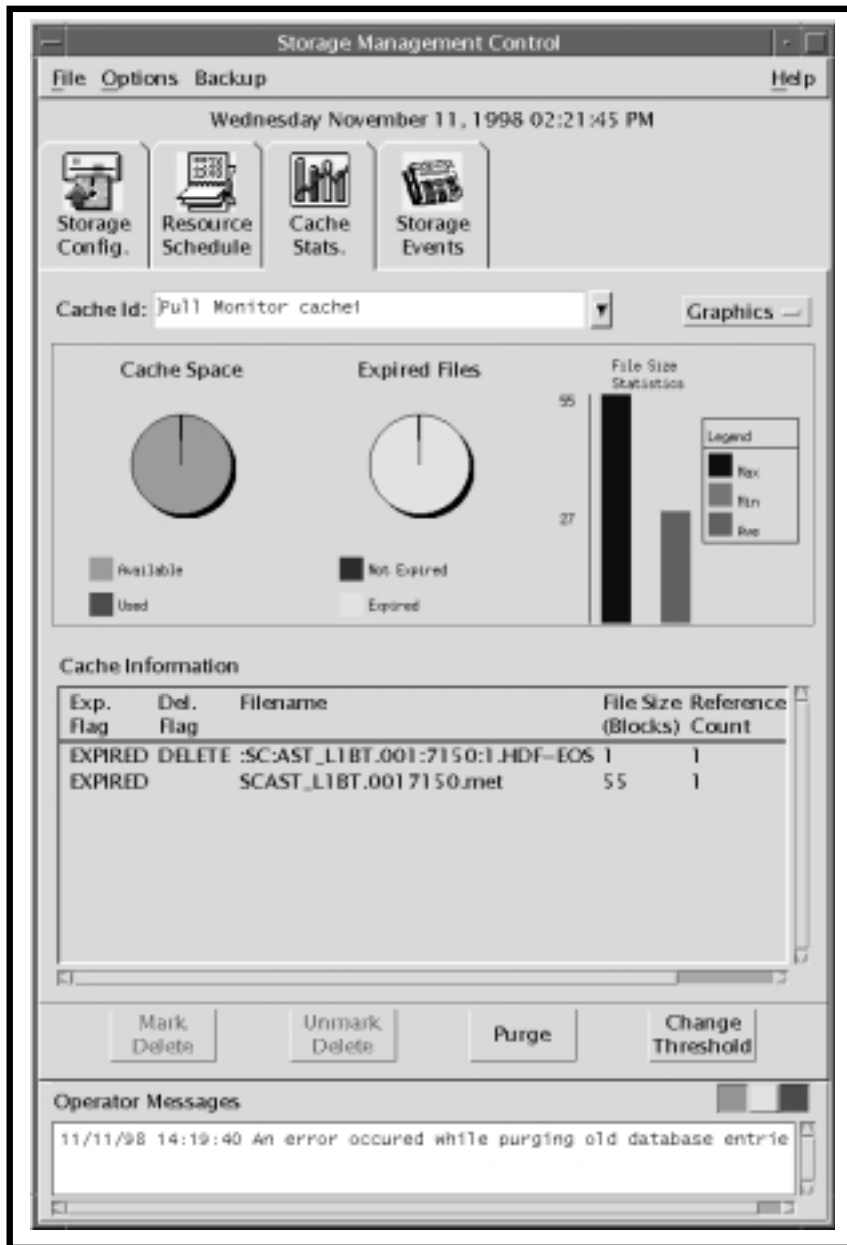 Storage Management Control
File Options Backup Help
Wednesday November 11, 1998 02:21:45 PM
Storage Config.
Resource Schedule
Cache Stats.
Storage Events
Cache Id: Pull Monitor cache1
Graphics
Cache Space
Available
Used
Expired Files
Not Expired
Expired
File Size
Statistics
55
27
Legend
Max
Min
Ave
Cache Information
Exp. Flag Del. Flag Filename File Size (Blocks) Reference Count
EXPIRED DELETE :SC:AST_L1BT.001:7150:1.HDF-EOS 1 1
EXPIRED SCAST_L1BT.0017150.met 55 1
Mark Delete
Unmark Delete
Purge
Change Threshold
Operator Messages
11/11/98 14:19:40 An error occured while purging old database entrie